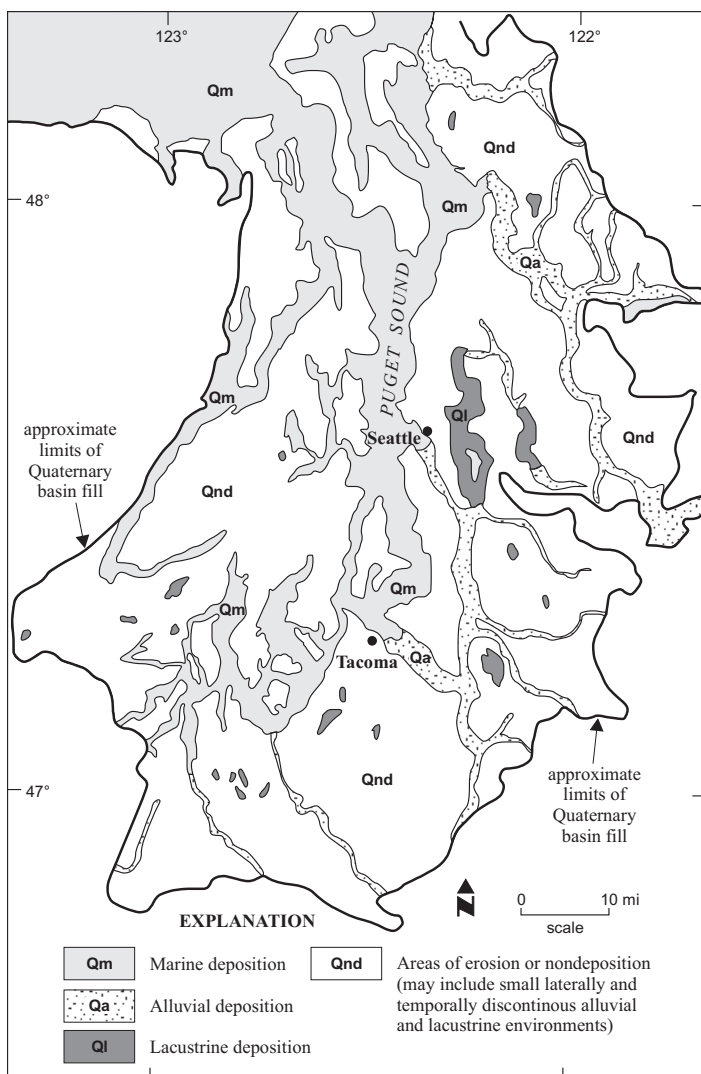 123°
122°
Qm
Qnd
48°
Qm
Qa
PUGET SOUND
Qm
Ql
Seattle
Qnd
approximate
limits of
Quaternary
basin fill
Qnd
Qm
Qm
Tacoma
Qa
47°
Qnd
approximate
limits of
Quaternary
basin fill
N
0 10 mi
scale
EXPLANATION
Qm Marine deposition
Qa Alluvial deposition
Ql Lacustrine deposition
Qnd Areas of erosion or nondeposition
(may include small laterally and
temporally discontinous alluvial
and lacustrine environments)